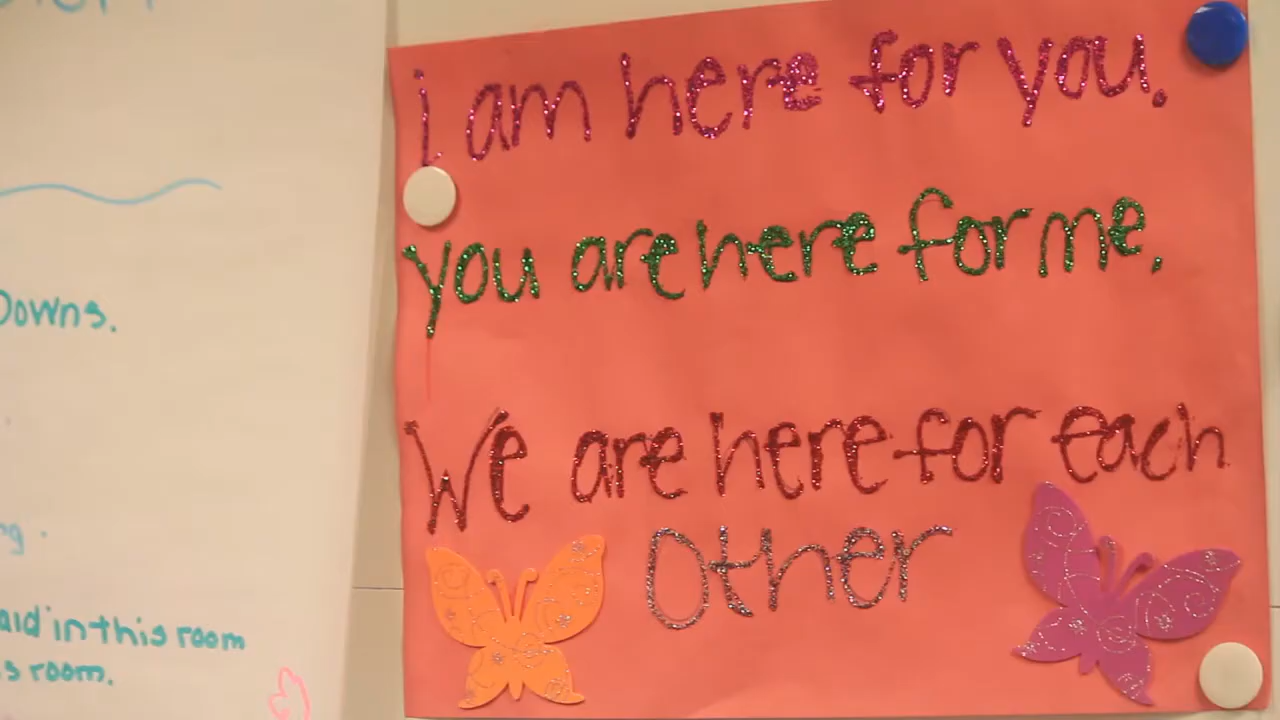 Downs.
in this room
room.
i am here for you.
you are here for me.
We are here for each
Other